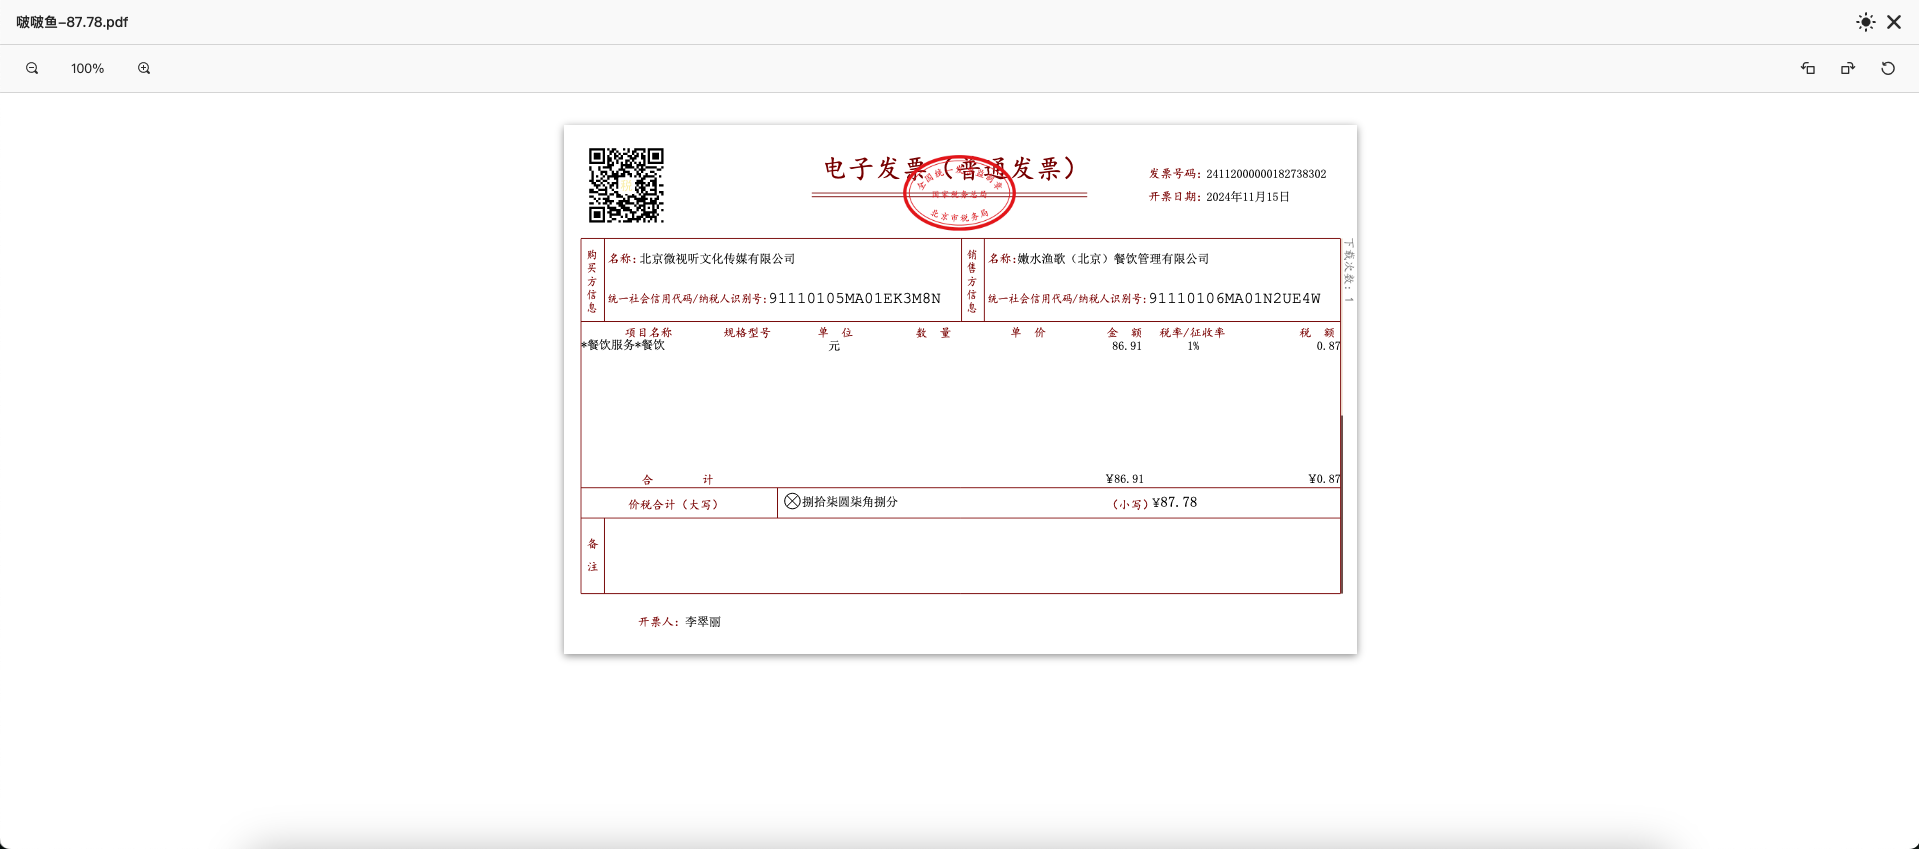 啵啵鱼-87.78.pdf
100%
电子发票（普通发票）
全国统一发票监制章
国家税务总局
北京市税务局
发票号码：24112000000182738302
开票日期：2024年11月15日
购买方信息
名称：北京微视听文化传媒有限公司
统一社会信用代码/纳税人识别号：91110105MA01EK3M8N
销售方信息
名称：嫩水渔歌（北京）餐饮管理有限公司
统一社会信用代码/纳税人识别号：91110106MA01N2UE4W
下载次数：1
项目名称 规格型号 单位 数量 单价 金额 税率/征收率 税额
*餐饮服务*餐饮 元 86.91 1% 0.87
合计 ¥86.91 ¥0.87
价税合计（大写） 捌拾柒圆柒角捌分 （小写）¥87.78
备注
开票人：李翠丽